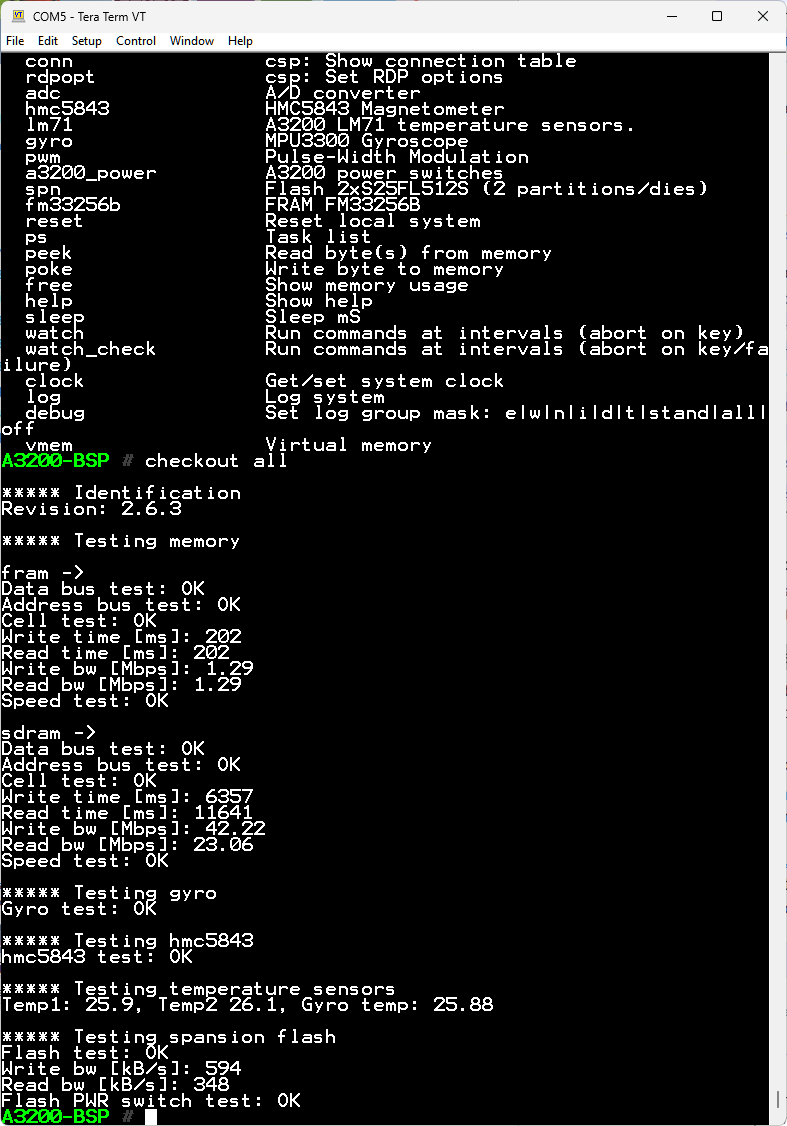 COM5 - Tera Term VT
File Edit Setup Control Window Help
conn csp: Show connection table
rdpopt csp: Set RDP options
adc A/D converter
hmc5843 HMC5843 Magnetometer
lm71 A3200 LM71 temperature sensors.
gyro MPU3300 Gyroscope
pwm Pulse-Width Modulation
a3200_power A3200 power switches
spn Flash 2xS25FL512S (2 partitions/dies)
fm33256b FRAM FM33256B
reset Reset local system
ps Task list
peek Read byte(s) from memory
poke Write byte to memory
free Show memory usage
help Show help
sleep Sleep mS
watch Run commands at intervals (abort on key)
watch_check Run commands at intervals (abort on key/fa
ilure)
clock Get/set system clock
log Log system
debug Set log group mask: e|w|n|i|d|t|stand|all|
off
vmem Virtual memory
A3200-BSP # checkout all
***** Identification
Revision: 2.6.3
***** Testing memory
fram ->
Data bus test: OK
Address bus test: OK
Cell test: OK
Write time [ms]: 202
Read time [ms]: 202
Write bw [Mbps]: 1.29
Read bw [Mbps]: 1.29
Speed test: OK
sdram ->
Data bus test: OK
Address bus test: OK
Cell test: OK
Write time [ms]: 6357
Read time [ms]: 11641
Write bw [Mbps]: 42.22
Read bw [Mbps]: 23.06
Speed test: OK
***** Testing gyro
Gyro test: OK
***** Testing hmc5843
hmc5843 test: OK
***** Testing temperature sensors
Temp1: 25.9, Temp2 26.1, Gyro temp: 25.88
***** Testing spansion flash
Flash test: OK
Write bw [kB/s]: 594
Read bw [kB/s]: 348
Flash PWR switch test: OK
A3200-BSP #